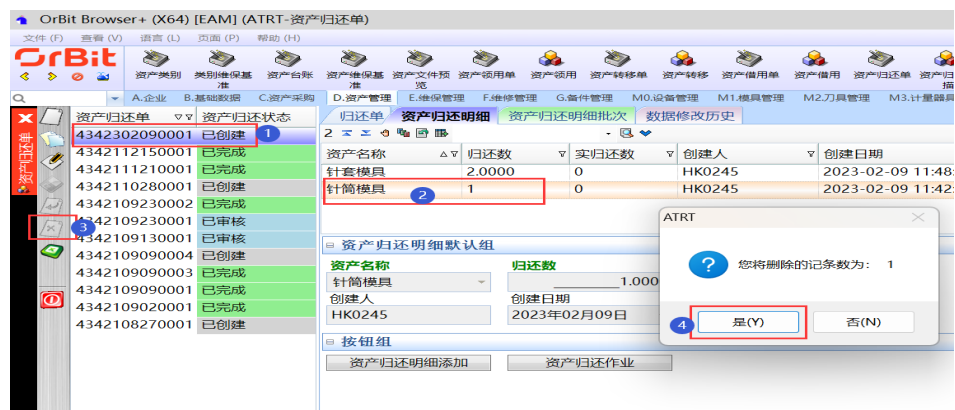 OrBit Browser+ (X64) [EAM] (ATRT-资产归还单)
文件 (F) 查看 (V) 语言 (L) 页面 (P) 帮助 (H)
OrBit
资产类别 类别维保基准 资产台账 资产维保基准 资产文件预览 资产领用单 资产领用 资产转移单 资产转移 资产借用单 资产借用 资产归还单
A.企业 B.基础数据 C.资产采购 D.资产管理 E.维保管理 F.维修管理 G.备件管理 M0.设备管理 M1.模具管理 M2.刀具管理 M3.计量器具
资产归还单
资产归还单 资产归还状态
4342302090001 已创建 1
4342112150001 已完成
4342111210001 已完成
4342110280001 已创建
4342109230002 已完成
4342109230001 已审核
3
4342109130001 已审核
4342109090004 已创建
4342109090003 已完成
4342109090001 已完成
4342109020001 已完成
4342108270001 已创建
归还单 资产归还明细 资产归还明细批次 数据修改历史
2
资产名称 归还数 实归还数 创建人 创建日期
针套模具 2.0000 0 HK0245 2023-02-09 11:48:
针筒模具 1 0 HK0245 2023-02-09 11:42:
2
资产归还明细默认组
资产名称 归还数
针筒模具 1.000
创建人 创建日期
HK0245 2023年02月09日
按钮组
资产归还明细添加 资产归还作业
ATRT
您将删除的记条数为: 1
4 是(Y) 否(N)